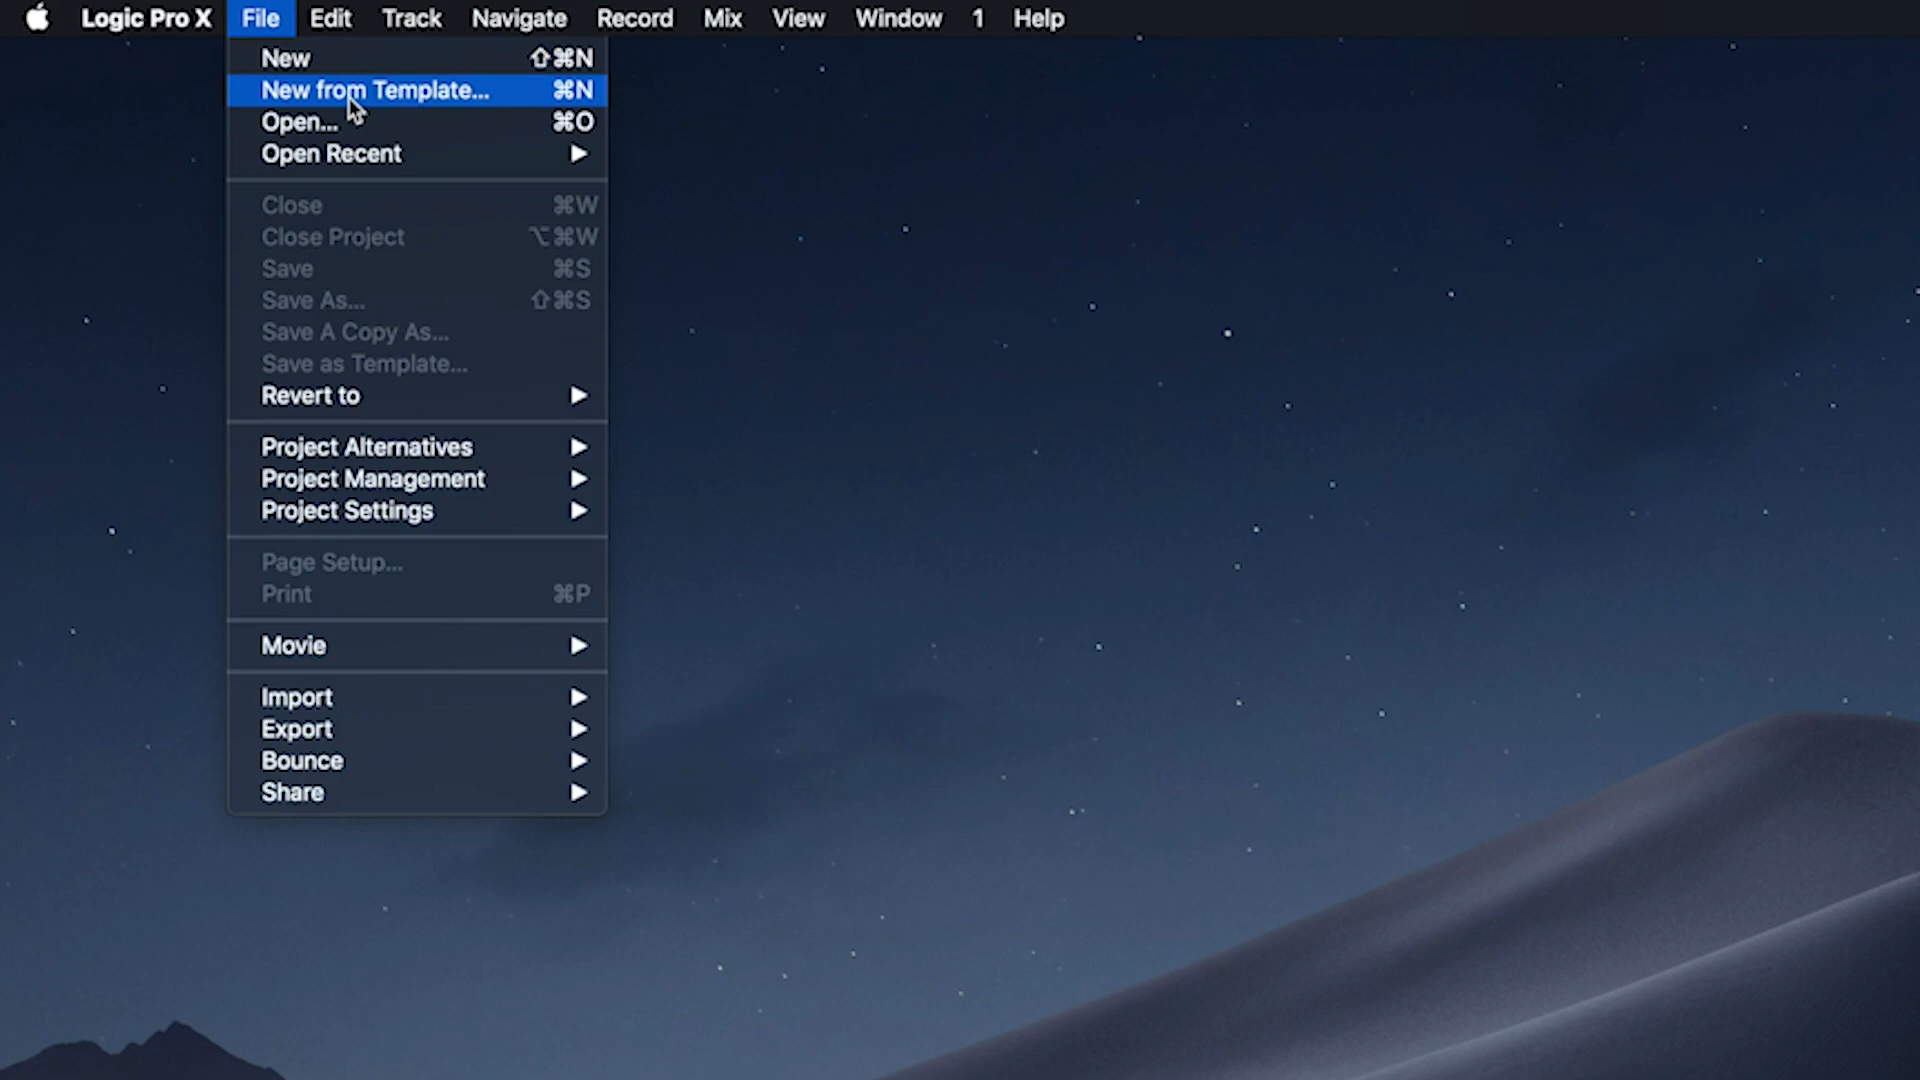 Logic Pro X File Edit Track Navigate Record Mix View Window 1 Help
New ⇧⌘N
New from Template... ⌘N
Open... ⌘O
Open Recent ▶
Close ⌘W
Close Project ⌥⌘W
Save ⌘S
Save As... ⇧⌘S
Save A Copy As...
Save as Template...
Revert to ▶
Project Alternatives ▶
Project Management ▶
Project Settings ▶
Page Setup...
Print ⌘P
Movie ▶
Import ▶
Export ▶
Bounce ▶
Share ▶